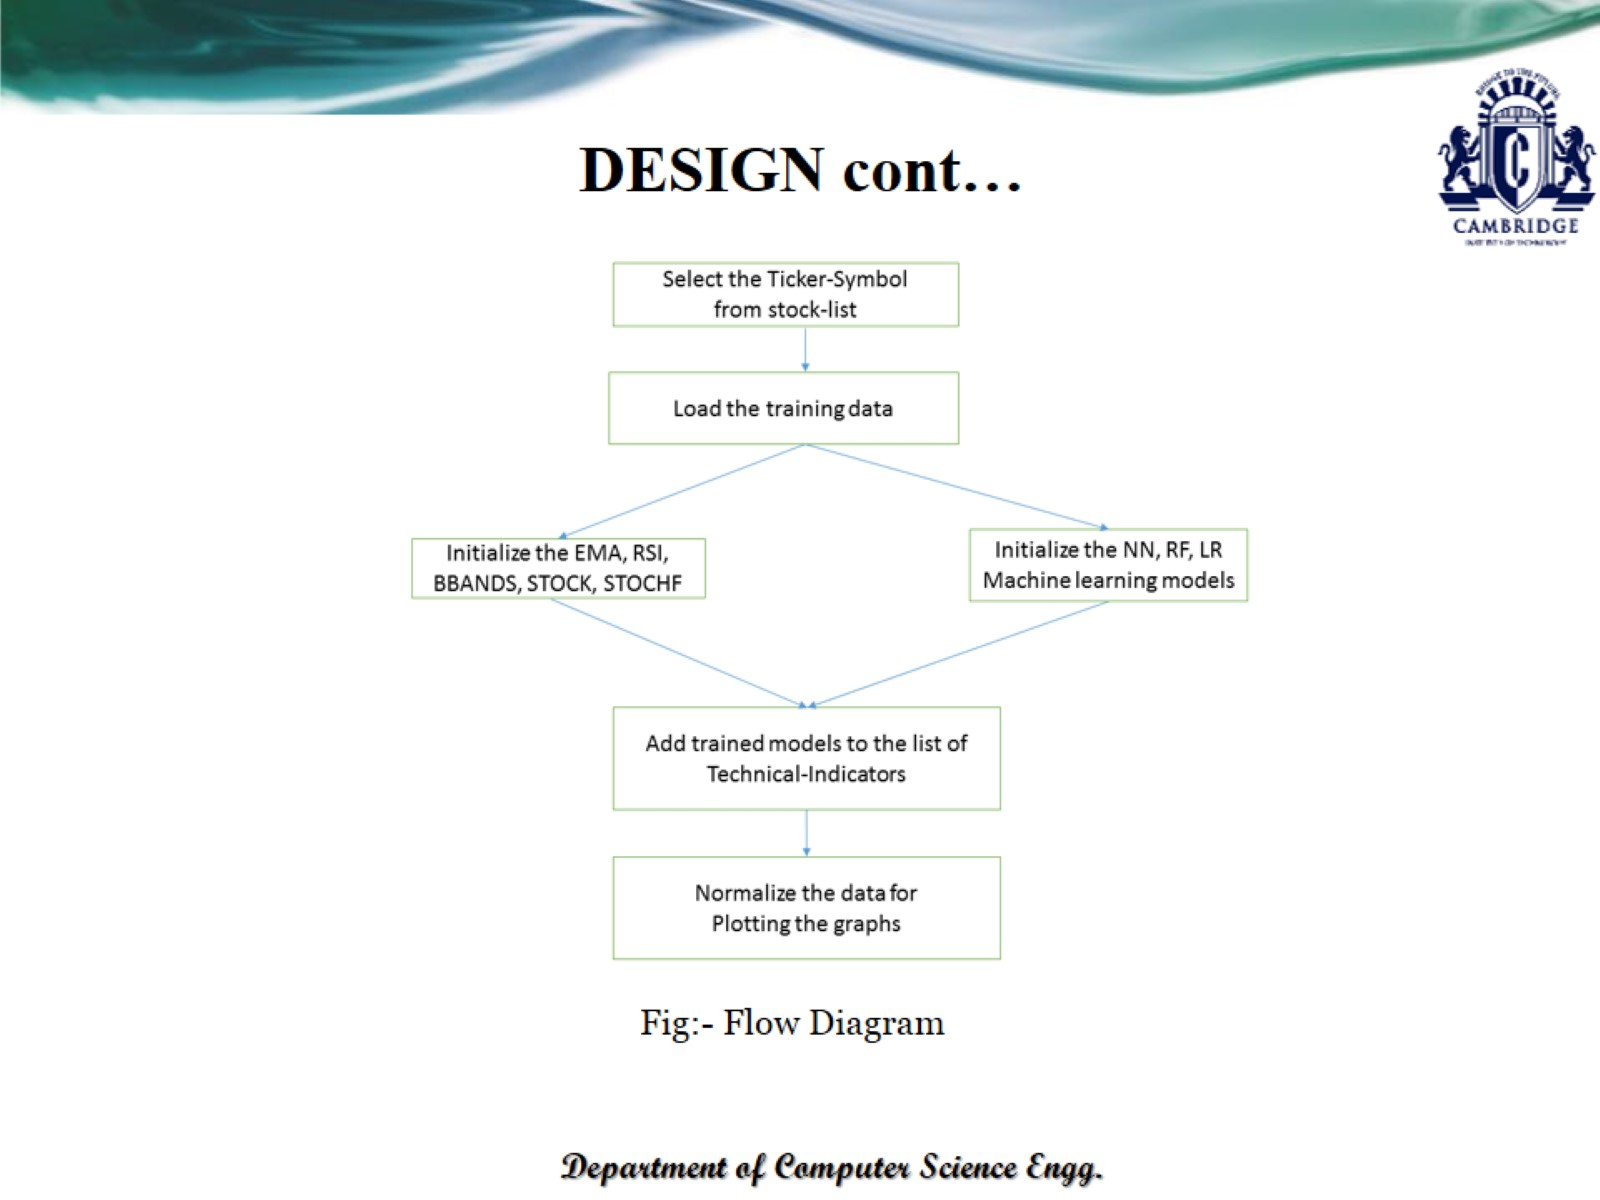 DESIGN cont...
CAMBRIDGE
Select the Ticker-Symbol
from stock-list
Load the training data
Initialize the EMA, RSI,
BBANDS, STOCK, STOCHF
Initialize the NN, RF, LR
Machine learning models
Add trained models to the list of
Technical-Indicators
Normalize the data for
Plotting the graphs
Fig:- Flow Diagram
Department of Computer Science Engg.